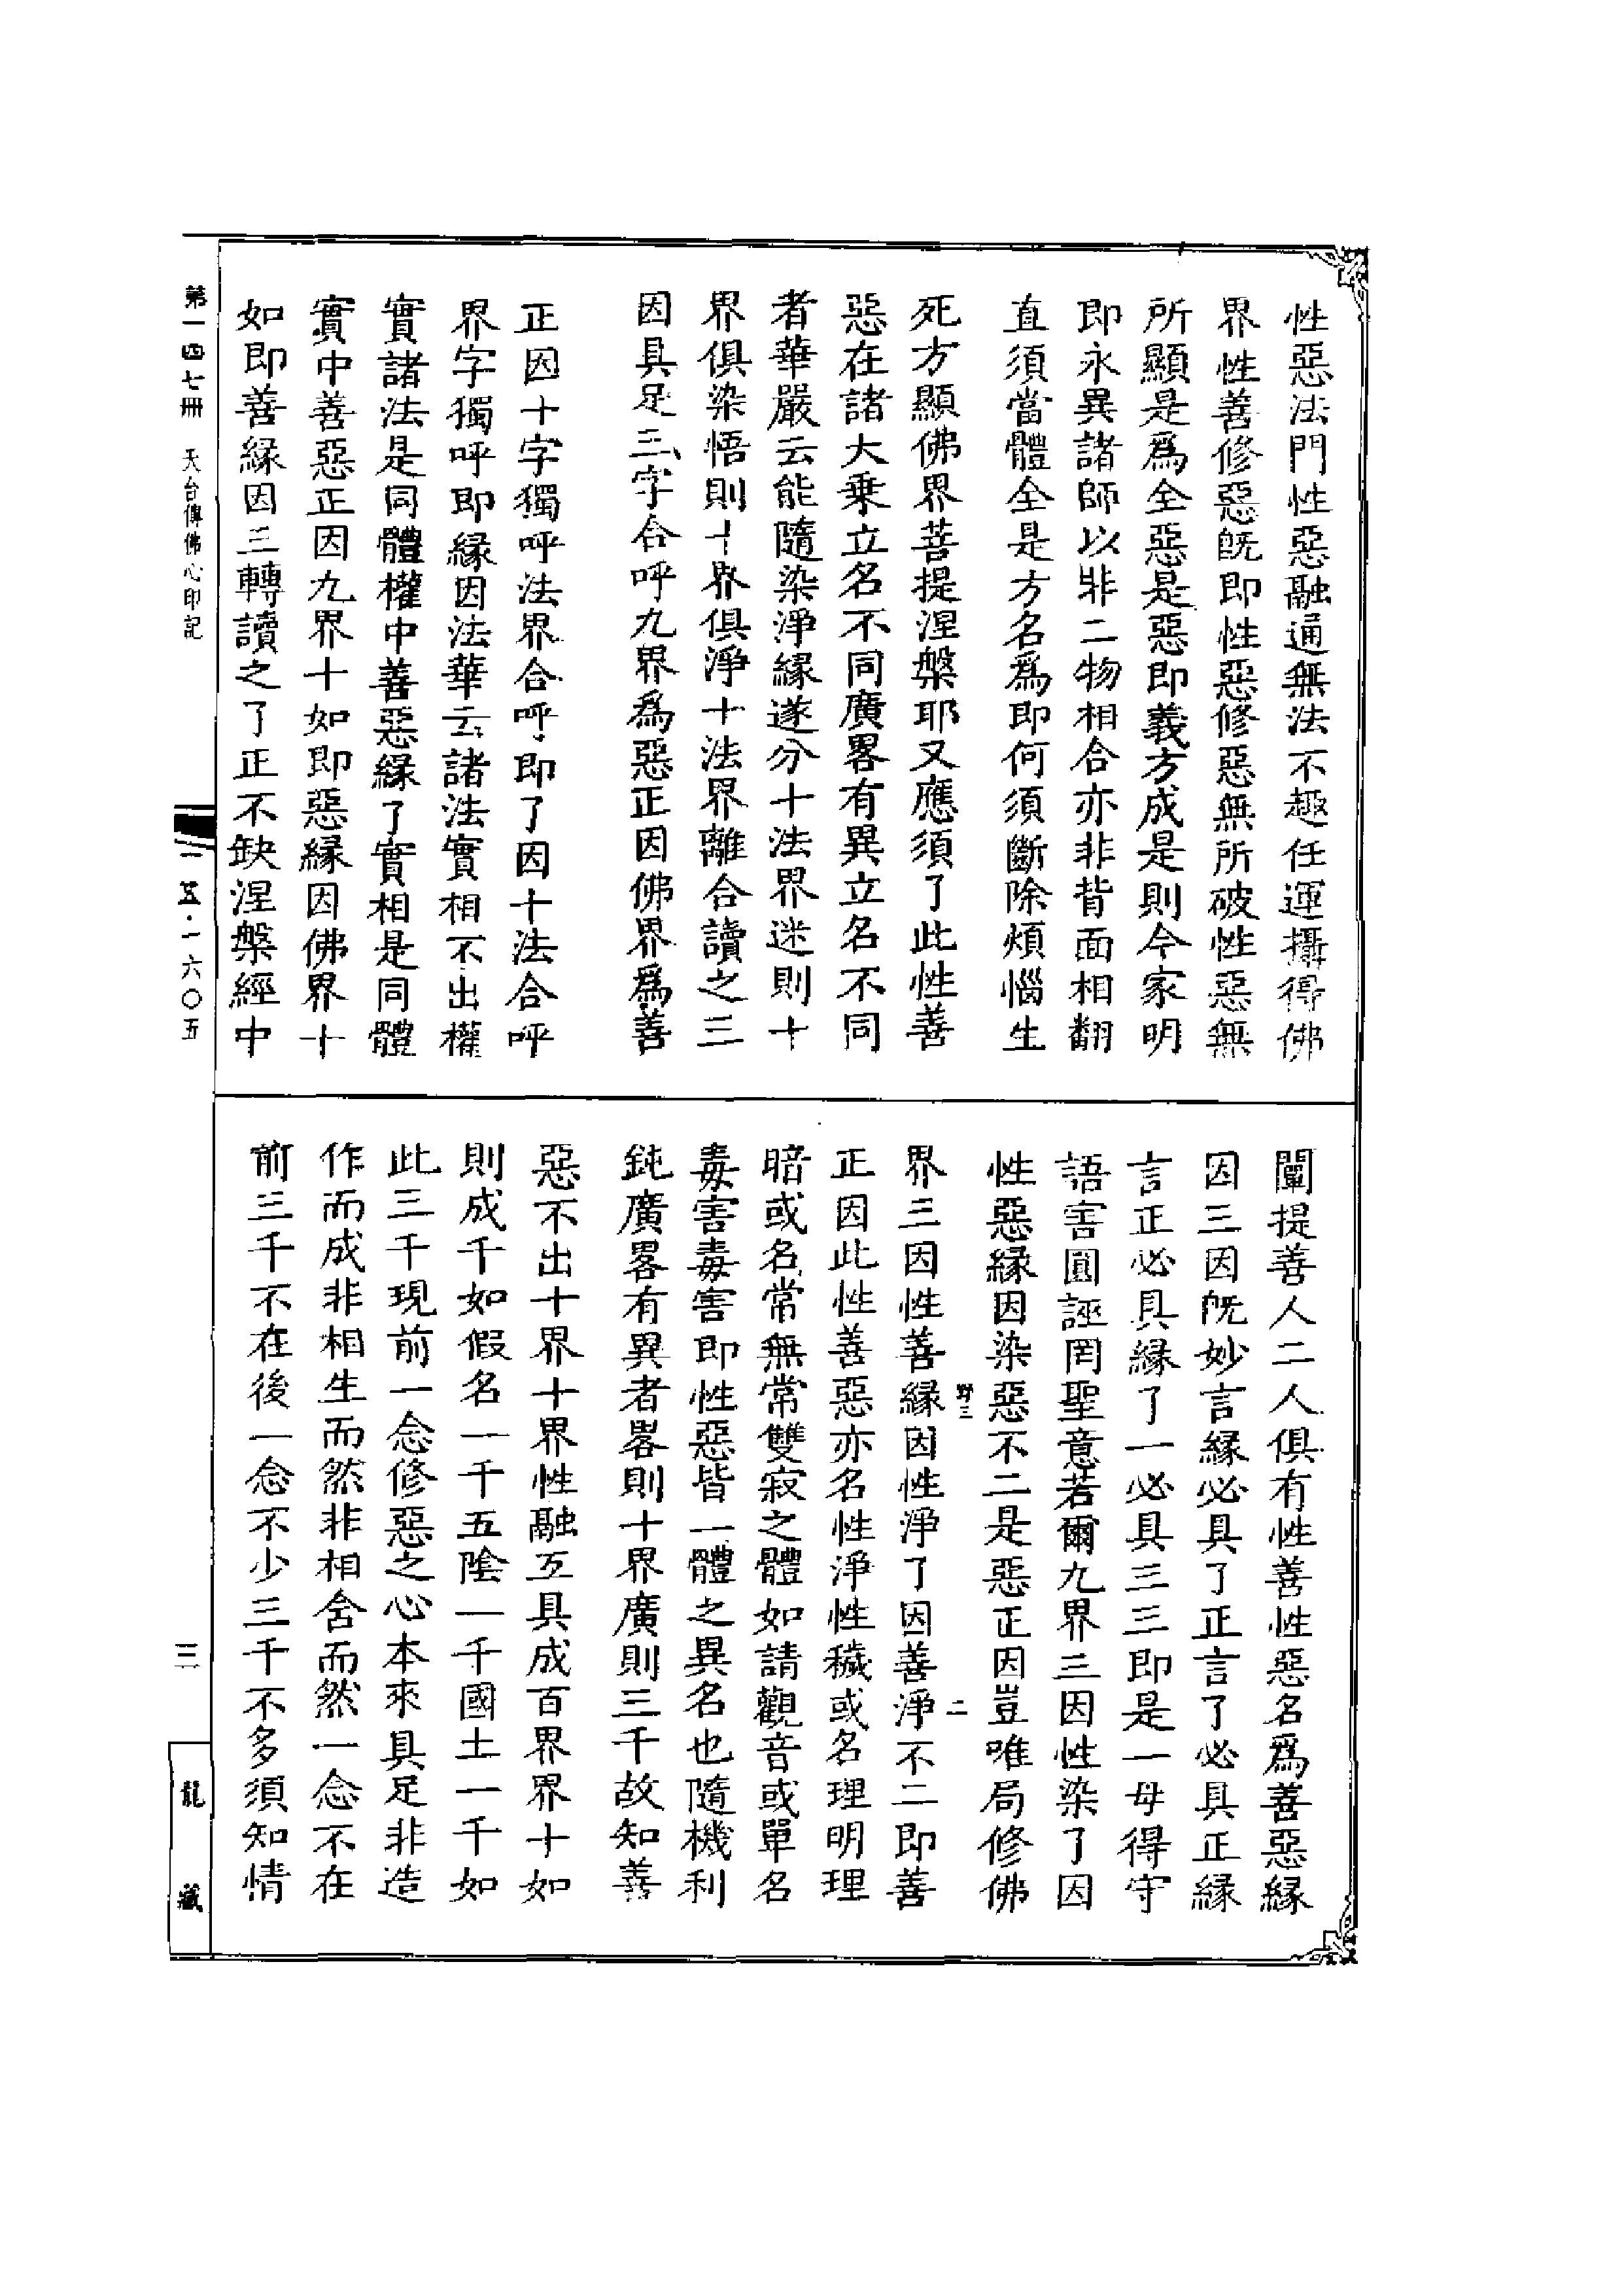 性惡法門性惡融通無法不趣任運攝得佛
界性善修惡既即性惡修惡無所破性惡無
所顯是為全惡是惡即義方成是則今家明
即永異諸師以非二物相合亦非背面相翻
直須當體全是方名為即何須斷除煩惱生
死方顯佛界菩提涅槃耶又應須了此性善
惡在諸大乘立名不同廣畧有異立名不同
者華嚴云能隨染淨緣遂分十法界迷則十
界俱染悟則十界俱淨十法界離合讀之三
因具足三字合呼九界為惡正因佛界為善
正因十字獨呼法界合呼即了因十法合呼
界字獨呼即緣因法華云諸法實相不出權
實諸法是同體權中善惡緣了實相是同體
實中善惡正因九界十如即惡緣因佛界十
如即善緣因三轉讀之了正不缺涅槃經中
闡提善人二人俱有性善性惡名為善惡緣
因三因既妙言緣必具了正言了必具正緣
言正必具緣了一必具三三即是一毋得守
語害圓誣罔聖意若爾九界三因性染了因
性惡緣因染惡不二是惡正因豈唯局修佛
界三因性善緣因性淨了因善淨不二即善
正因此性善惡亦名性淨性穢或名理明理
暗或名常無常雙寂之體如請觀音或單名
毒害毒害即性惡皆一體之異名也隨機利
鈍廣畧有異者畧則十界廣則三千故知善
惡不出十界十界性融互具成百界界十如
則成千如假名一千五陰一千國土一千如
此三千現前一念修惡之心本來具足非造
作而成非相生而然非相含而然一念不在
前三千不在後一念不少三千不多須知情
野三
二
第一四七冊 天台傳佛心印記
一五·一六〇五
三
龍藏